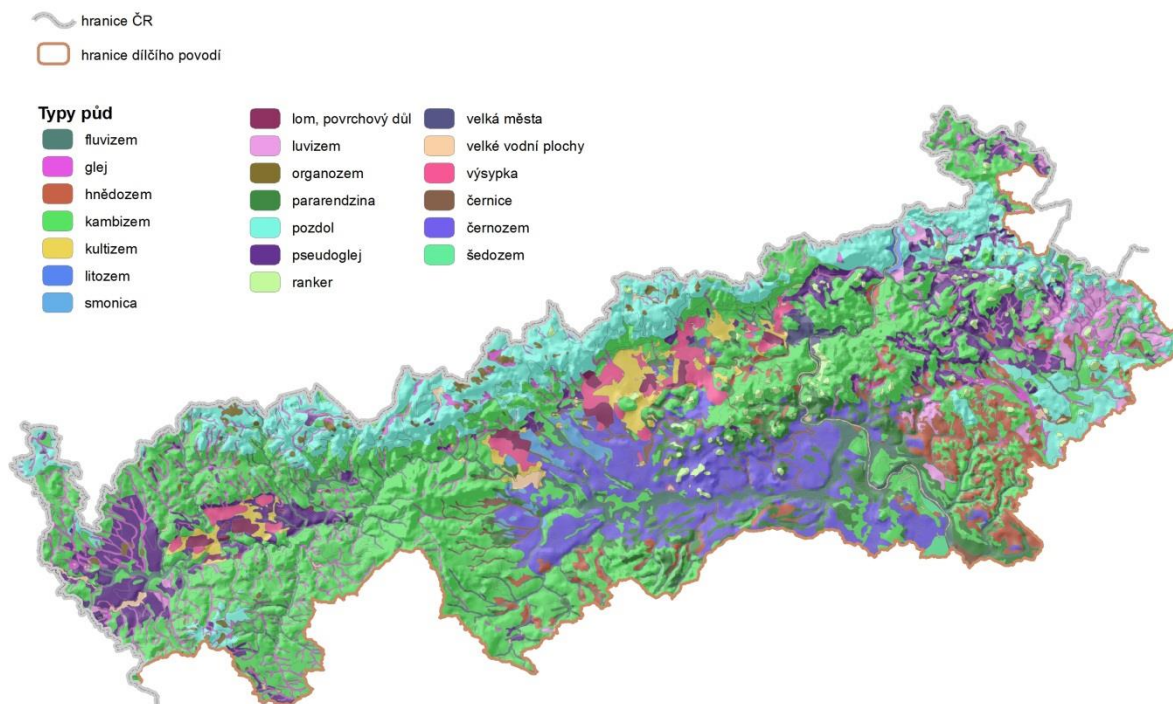 hranice ČR
hranice dílčího povodí
Typy půd
fluvizem
glej
hnědozem
kambizem
kultizem
litozem
smonica
lom, povrchový důl
luvizem
organozem
pararendzina
pozdol
pseudoglej
ranker
velká města
velké vodní plochy
výsypka
černice
černozem
šedozem